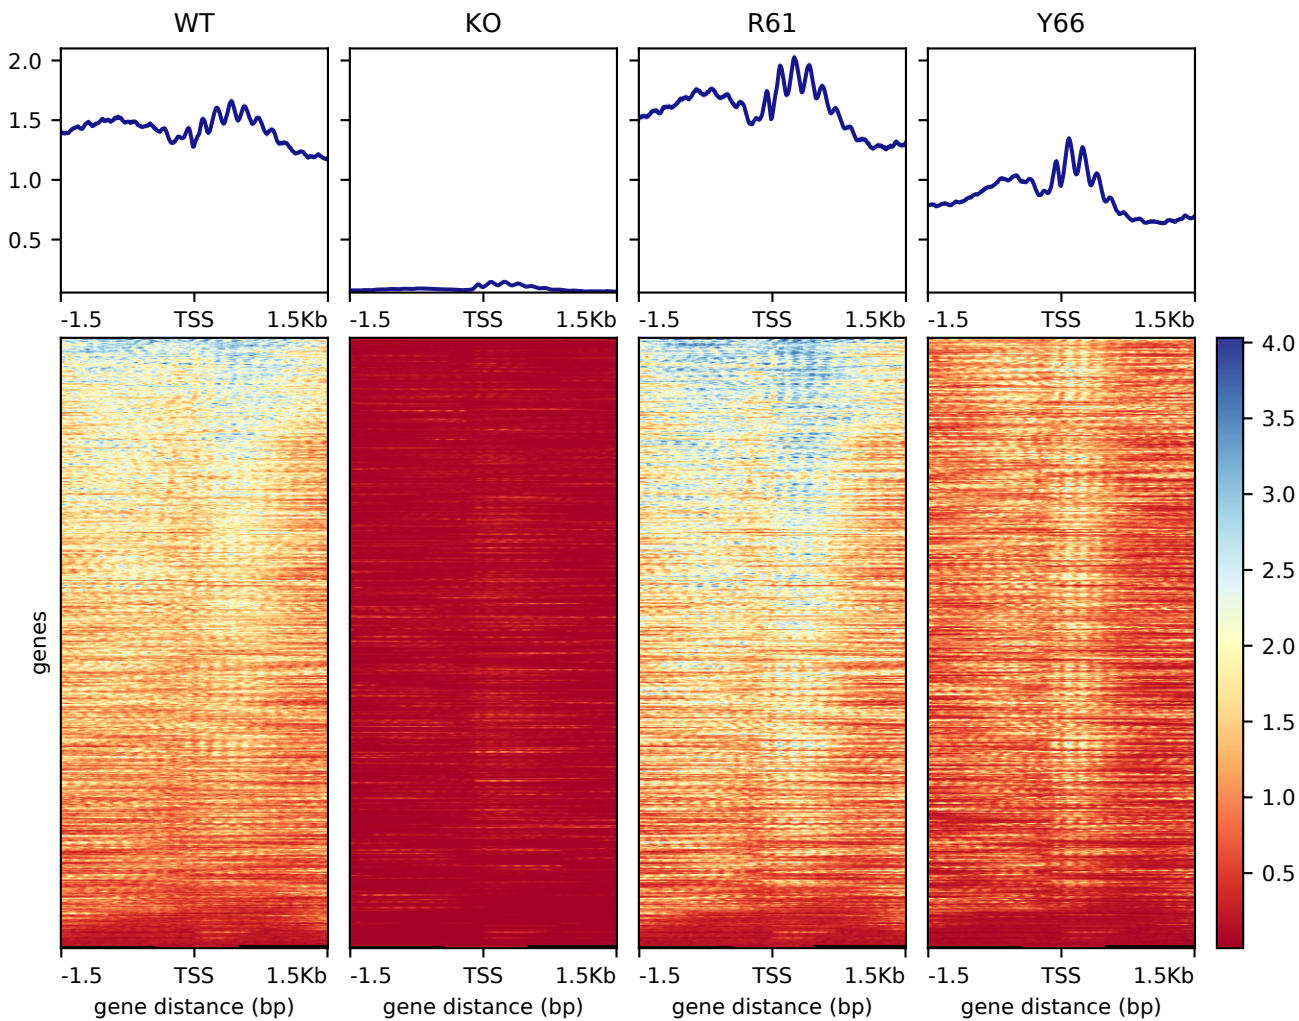 WT KO R61 Y66
2.0
1.5
1.0
0.5
-1.5 TSS 1.5Kb -1.5 TSS 1.5Kb -1.5 TSS 1.5Kb -1.5 TSS 1.5Kb
4.0
3.5
3.0
2.5
2.0
1.5
1.0
0.5
genes
-1.5 TSS 1.5Kb -1.5 TSS 1.5Kb -1.5 TSS 1.5Kb -1.5 TSS 1.5Kb
gene distance (bp) gene distance (bp) gene distance (bp) gene distance (bp)